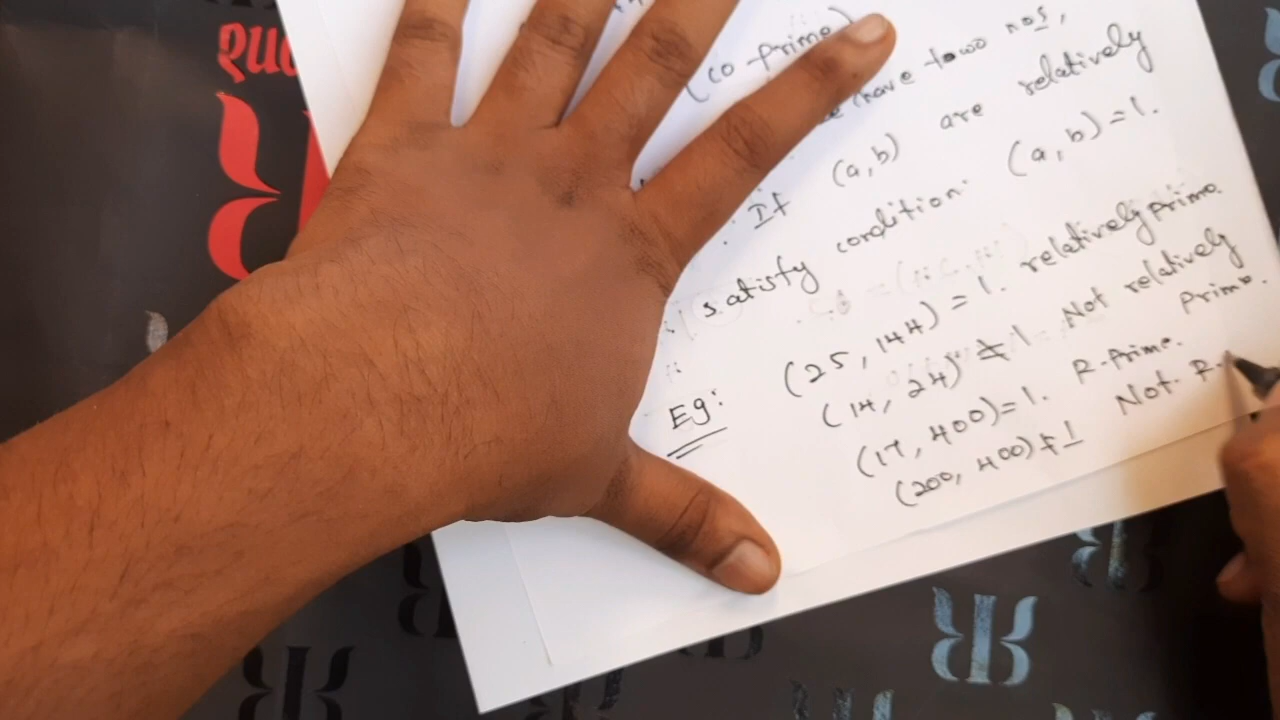 (co-prime)
have two nos,
∴ If (a, b) are relatively
satisfy condition. (a, b) = 1.
Eg: (25, 144) = 1. relatively prime.
(14, 24) ≠ 1 Not relatively
prime.
(17, 400) = 1. R-prime.
(200, 400) ≠ 1 Not R-